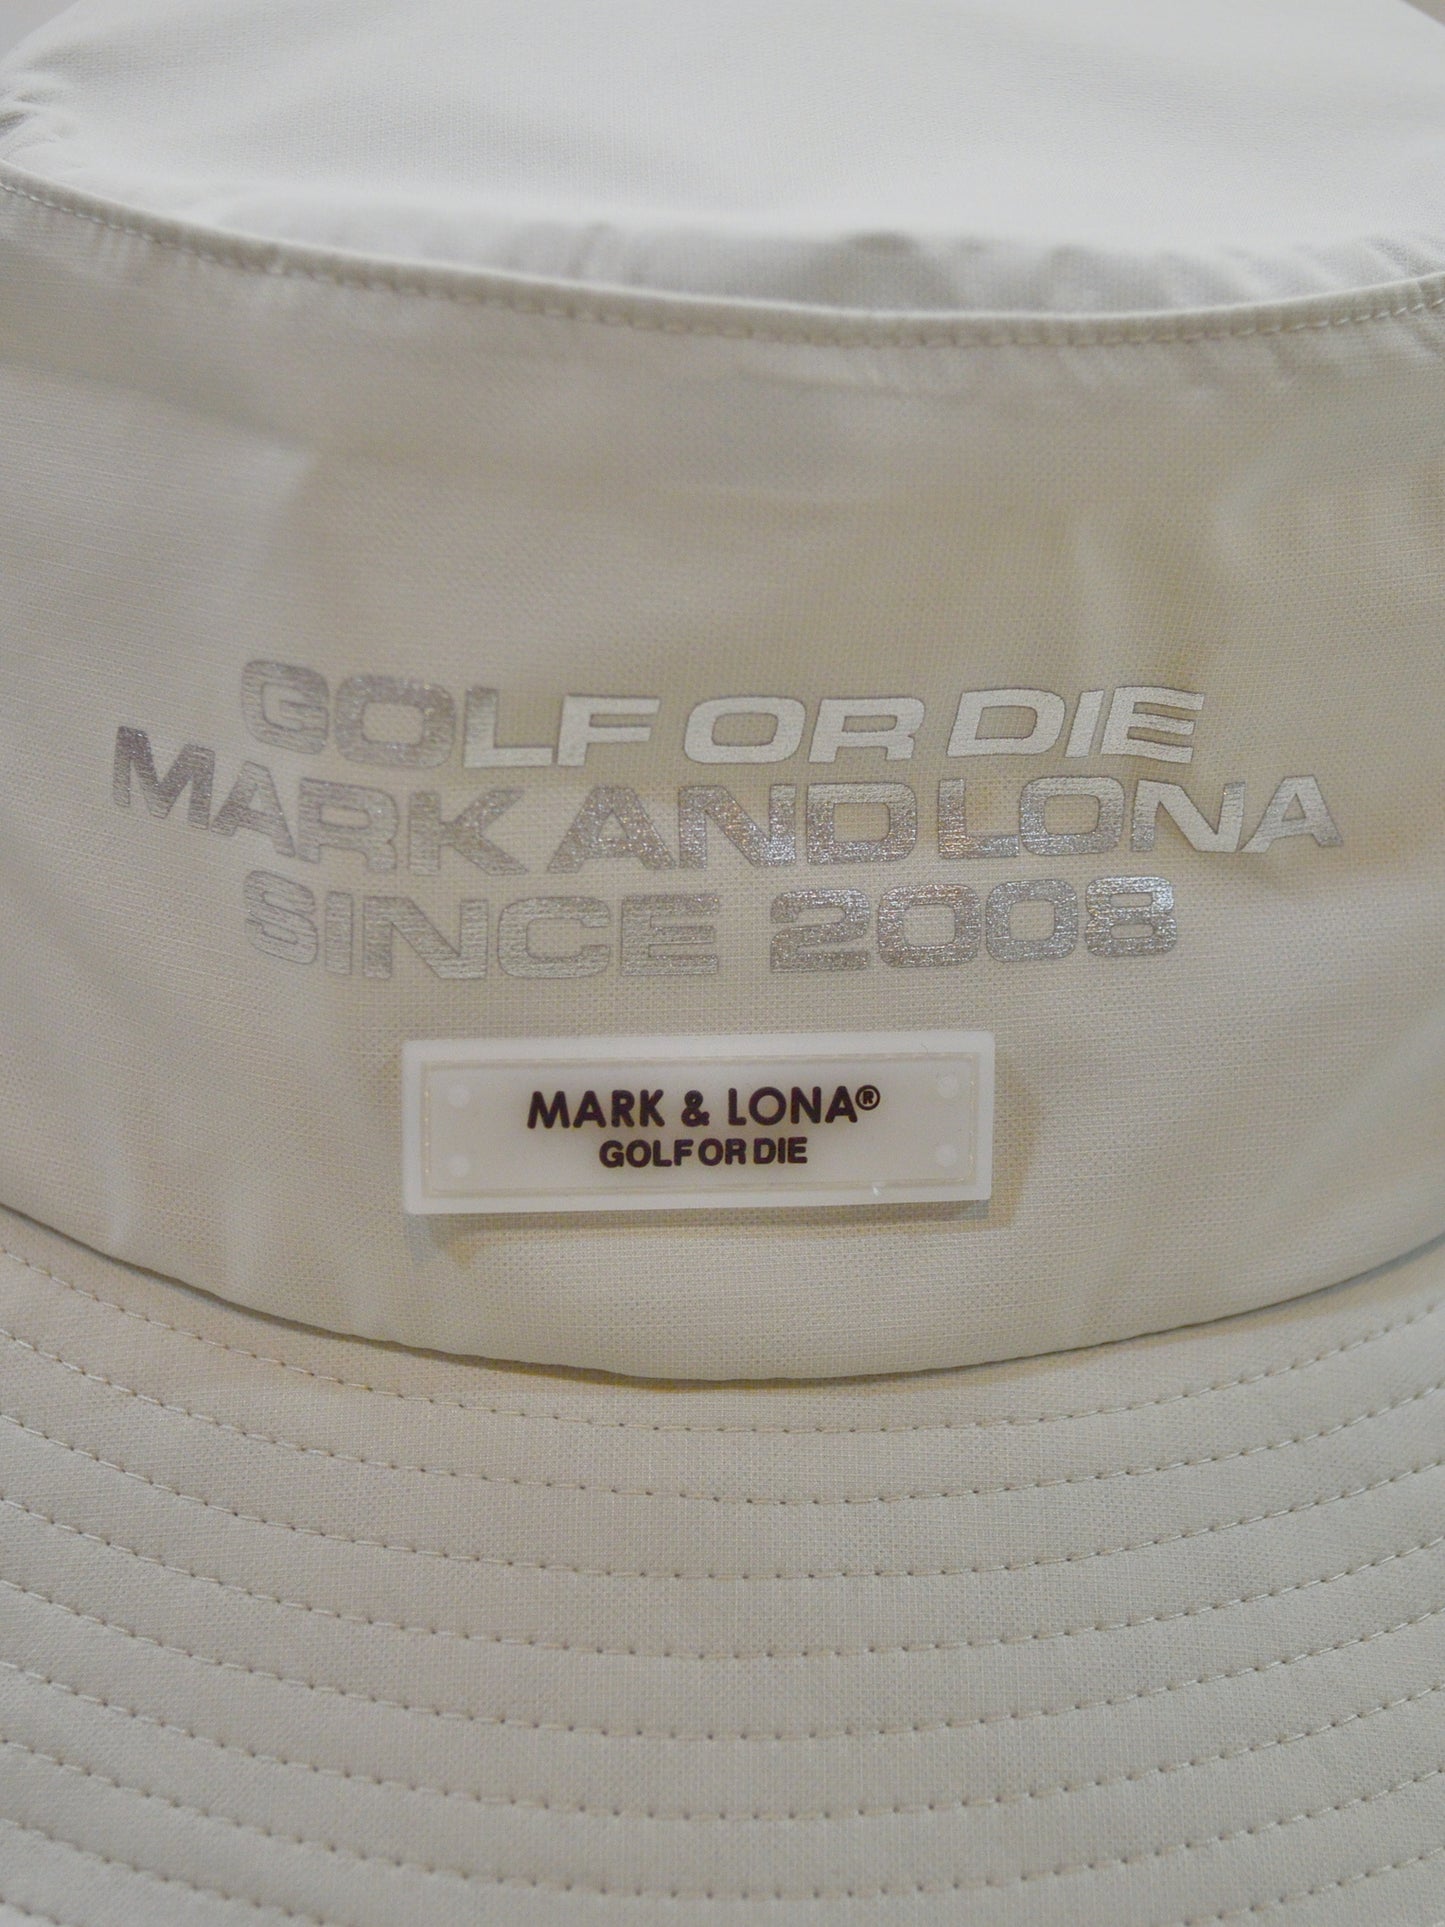 GOLF OR DIE
MARK AND LONA
SINCE 2008
MARK & LONA®
GOLF OR DIE